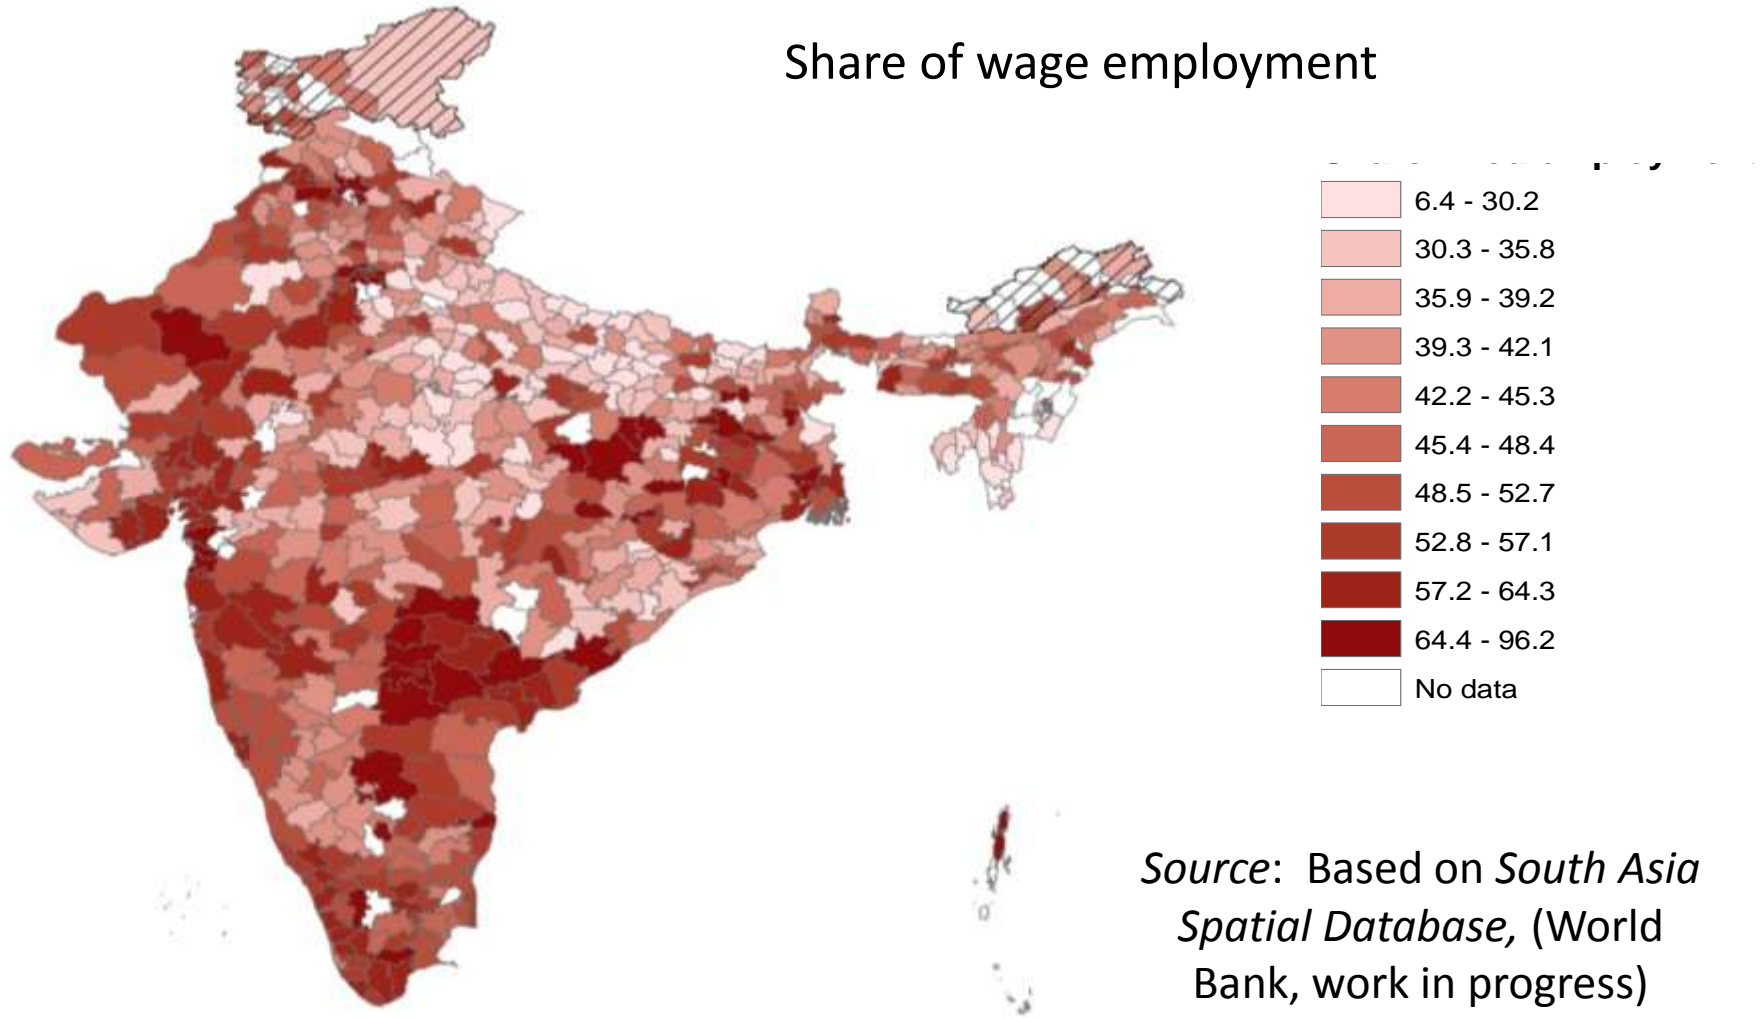 Share of wage employment
6.4 - 30.2
30.3 - 35.8
35.9 - 39.2
39.3 - 42.1
42.2 - 45.3
45.4 - 48.4
48.5 - 52.7
52.8 - 57.1
57.2 - 64.3
64.4 - 96.2
No data
Source: Based on South Asia
Spatial Database, (World
Bank, work in progress)